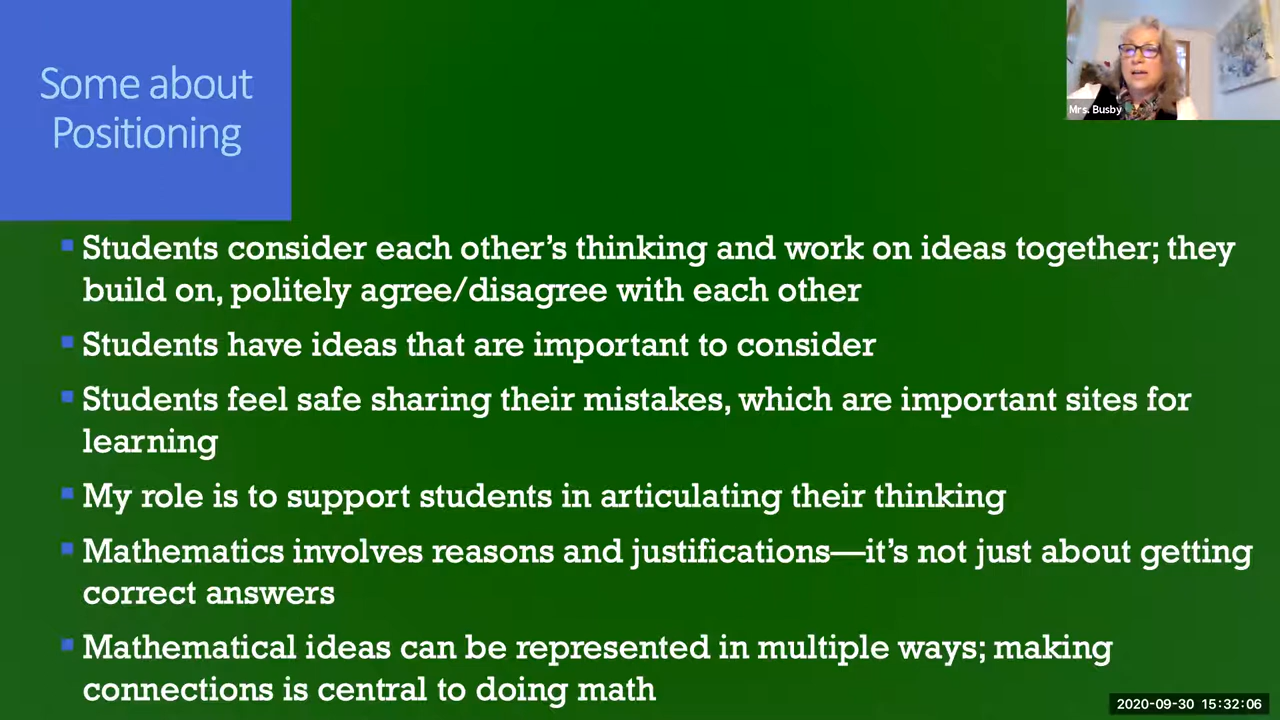 Some about
Positioning
Mrs. Busby
Students consider each other’s thinking and work on ideas together; they
build on, politely agree/disagree with each other
Students have ideas that are important to consider
Students feel safe sharing their mistakes, which are important sites for
learning
My role is to support students in articulating their thinking
Mathematics involves reasons and justifications—it’s not just about getting
correct answers
Mathematical ideas can be represented in multiple ways; making
connections is central to doing math
2020-09-30 15:32:06